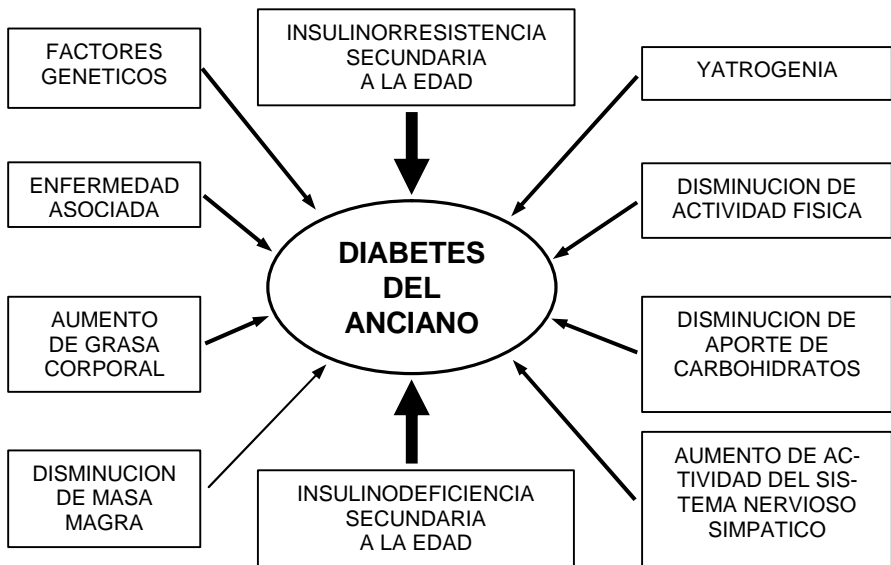 FACTORES
GENETICOS
INSULINORRESISTENCIA
SECUNDARIA
A LA EDAD
YATROGENIA
ENFERMEDAD
ASOCIADA
DISMINUCION DE
ACTIVIDAD FISICA
DIABETES
DEL
ANCIANO
AUMENTO
DE GRASA
CORPORAL
DISMINUCION DE
APORTE DE
CARBOHIDRATOS
DISMINUCION
DE MASA
MAGRA
INSULINODEFICIENCIA
SECUNDARIA
A LA EDAD
AUMENTO DE AC-
TIVIDAD DEL SIS-
TEMA NERVIOSO
SIMPATICO